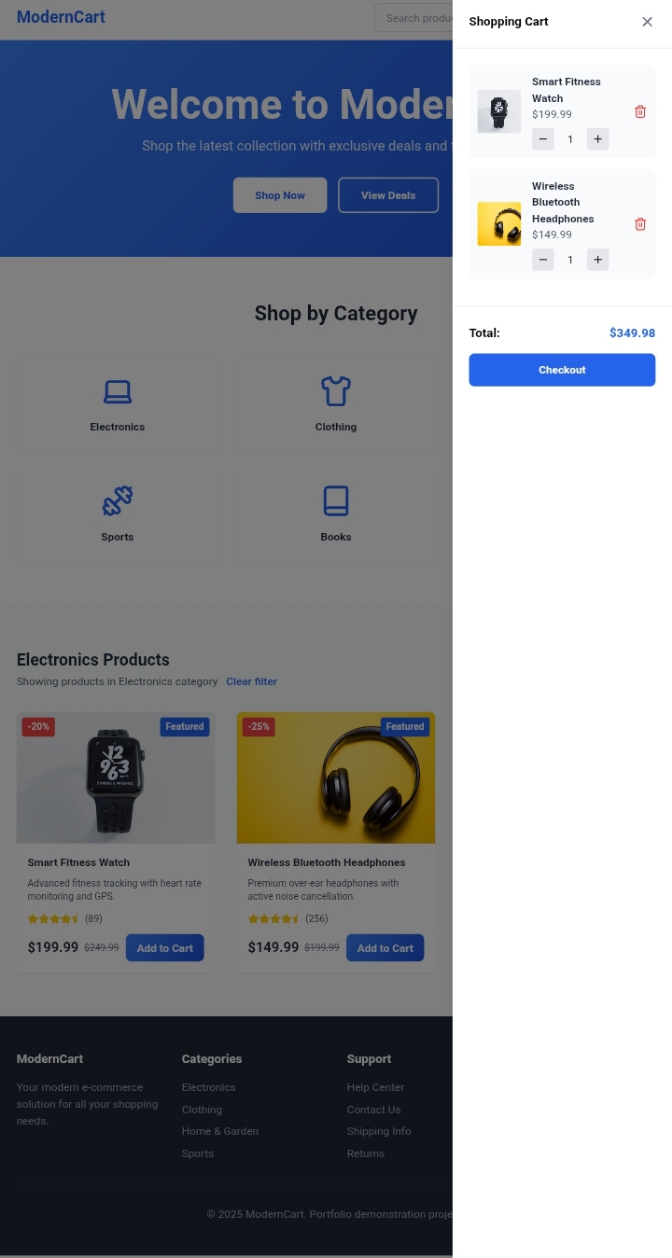 ModernCart
Search produ
Welcome to Moder
Shop the latest collection with exclusive deals and
Shop Now
View Deals
Shop by Category
Electronics
Clothing
Sports
Books
Electronics Products
Showing products in Electronics category Clear filter
-20%
Featured
12
963
Smart Fitness Watch
Advanced fitness tracking with heart rate
monitoring and GPS.
(89)
$199.99 $249.99 Add to Cart
-25%
Featured
Wireless Bluetooth Headphones
Premium over-ear headphones with
active noise cancellation.
(256)
$149.99 $199.99 Add to Cart
ModernCart
Your modern e-commerce
solution for all your shopping
needs.
Categories
Electronics
Clothing
Home & Garden
Sports
Support
Help Center
Contact Us
Shipping Info
Returns
© 2025 ModernCart. Portfolio demonstration proje
Shopping Cart
Smart Fitness
Watch
$199.99
− 1 +
Wireless
Bluetooth
Headphones
$149.99
− 1 +
Total: $349.98
Checkout